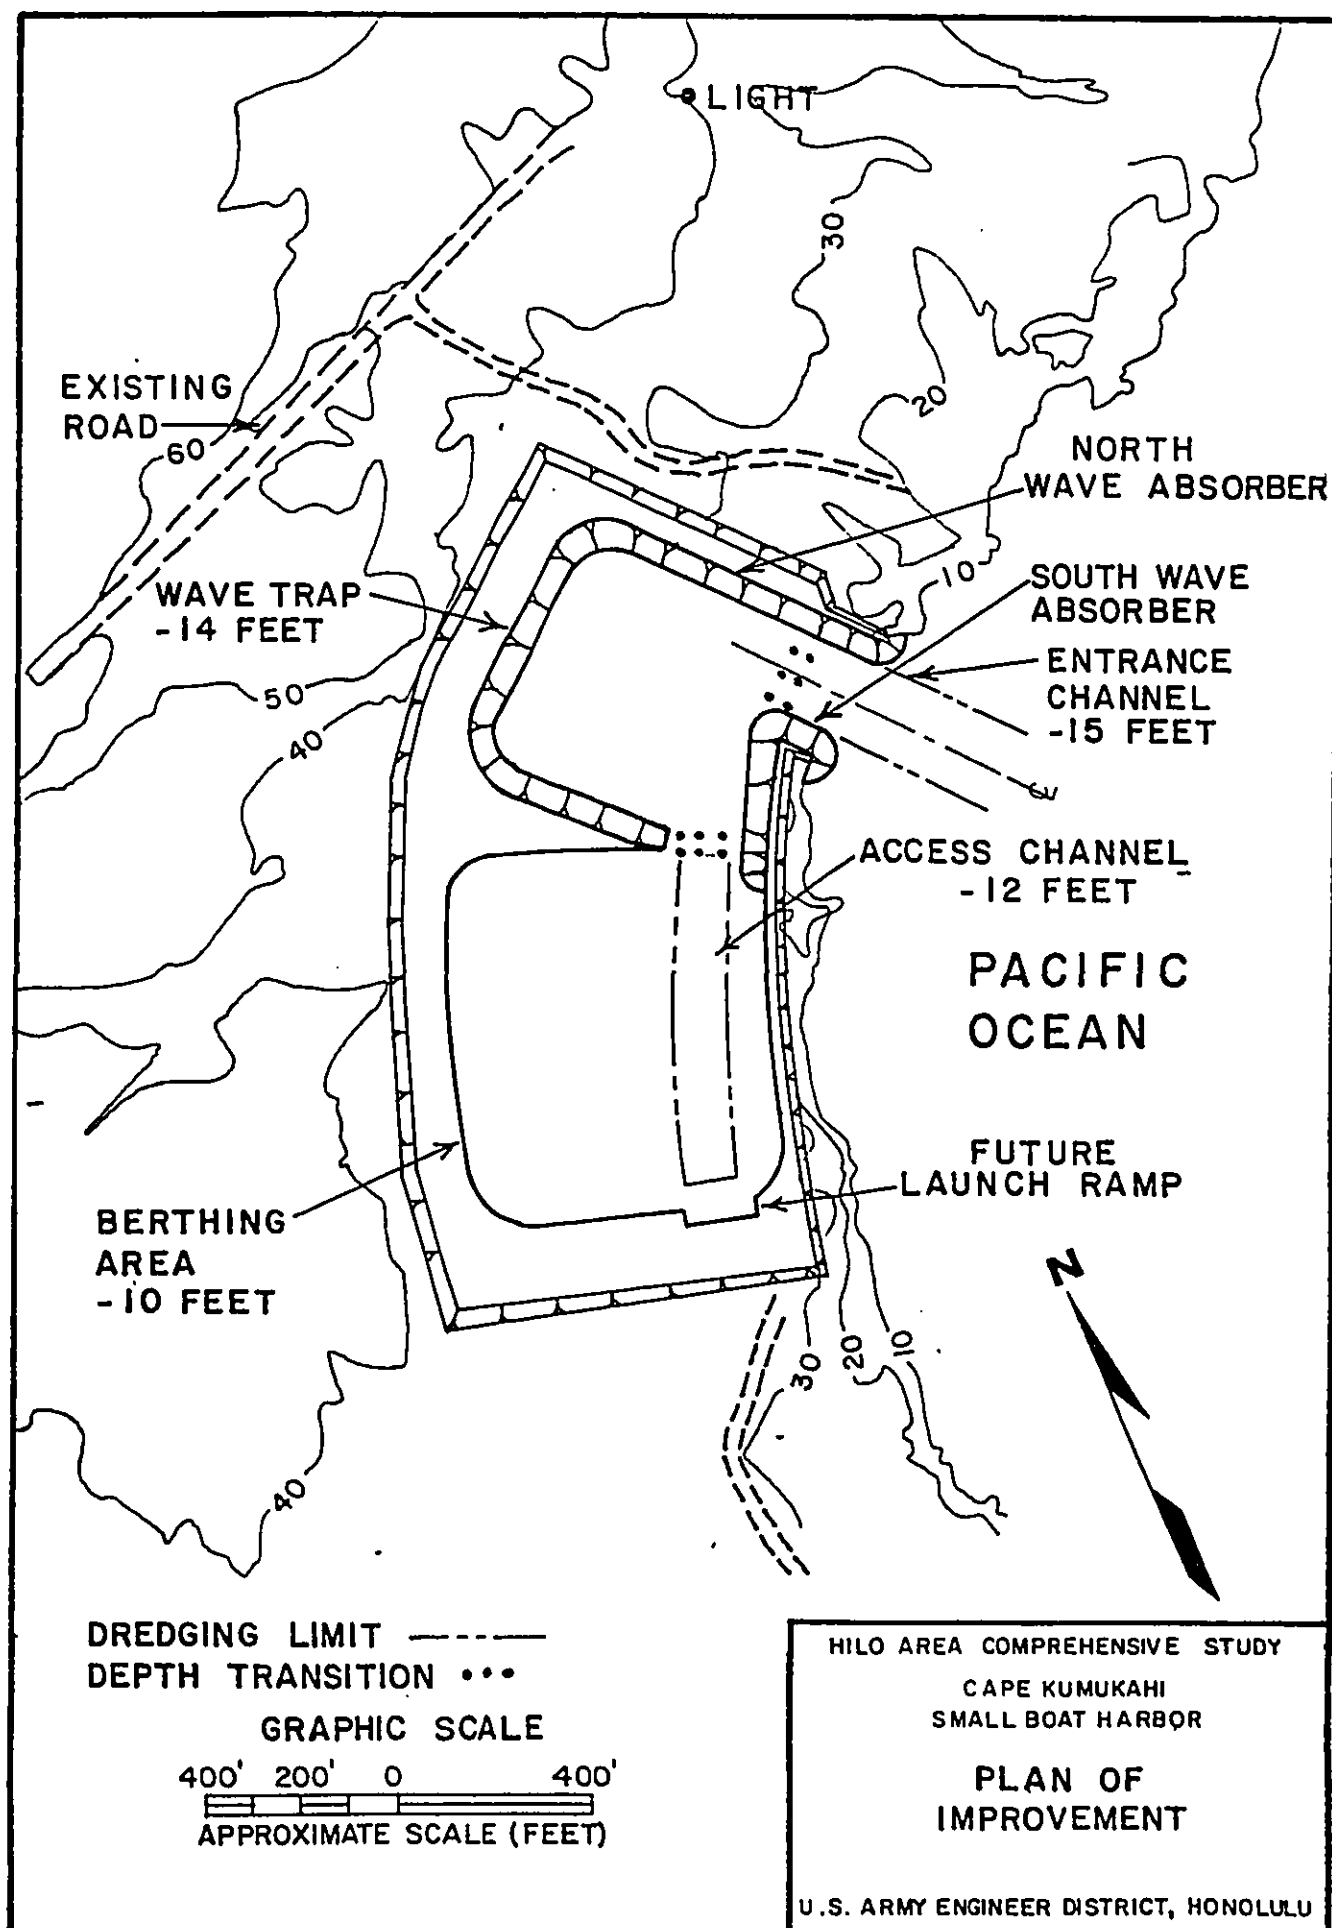 LIGHT
30
EXISTING
ROAD
60
20
NORTH
WAVE ABSORBER
10
WAVE TRAP
-14 FEET
SOUTH WAVE
ABSORBER
ENTRANCE
CHANNEL
-15 FEET
50
40
ACCESS CHANNEL
-12 FEET
PACIFIC
OCEAN
FUTURE
LAUNCH RAMP
BERTHING
AREA
-10 FEET
N
30
20
10
40
DREDGING LIMIT
DEPTH TRANSITION
GRAPHIC SCALE
400' 200' 0 400'
APPROXIMATE SCALE (FEET)
HILO AREA COMPREHENSIVE STUDY
CAPE KUMUKAHI
SMALL BOAT HARBOR
PLAN OF
IMPROVEMENT
U.S. ARMY ENGINEER DISTRICT, HONOLULU